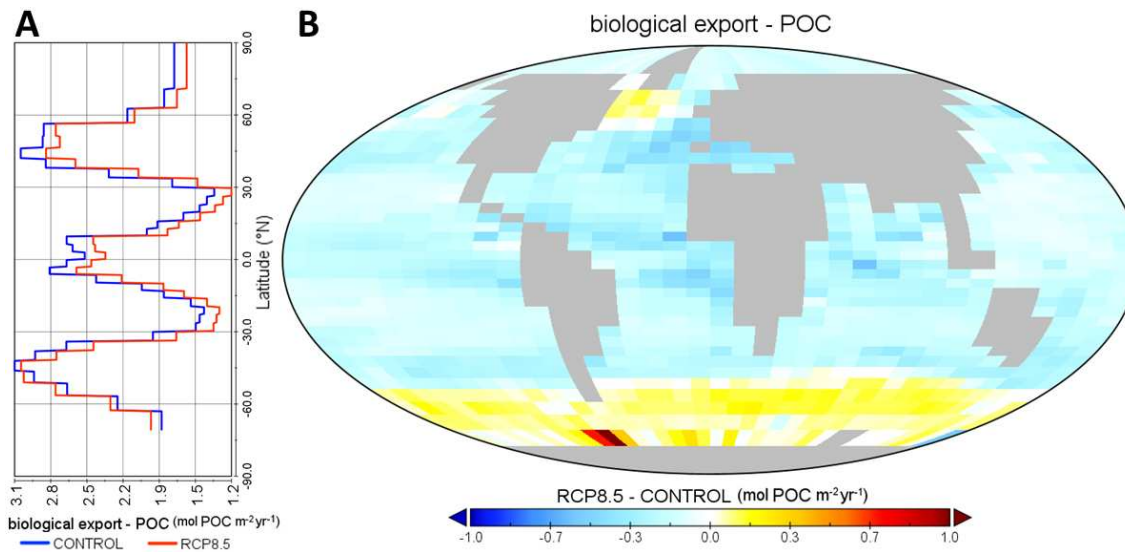 A
B
biological export - POC
90.0
60.0
30.0
0.0
-30.0
-60.0
-90.0
Latitude (°N)
3.1
2.8
2.5
2.2
1.9
1.5
1.2
biological export - POC (mol POC m-2yr-1)
CONTROL
RCP8.5
RCP8.5 - CONTROL (mol POC m-2yr-1)
-1.0
-0.7
-0.3
0.0
0.3
0.7
1.0